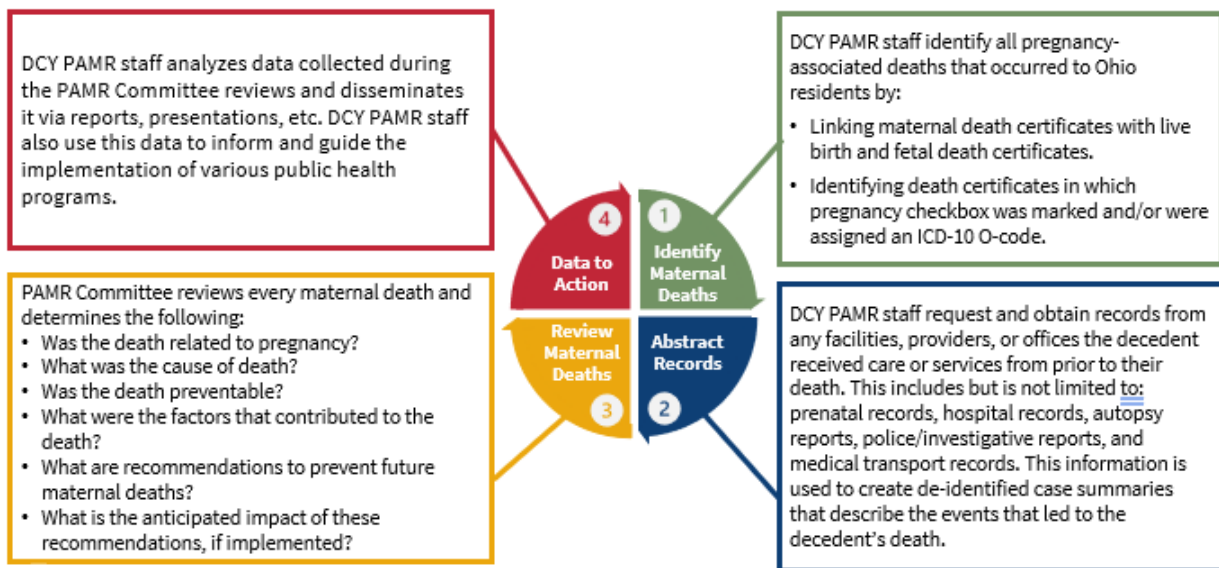 DCY PAMR staff analyzes data collected during
the PAMR Committee reviews and disseminates
it via reports, presentations, etc. DCY PAMR staff
also use this data to inform and guide the
implementation of various public health
programs.
DCY PAMR staff identify all pregnancy-
associated deaths that occurred to Ohio
residents by:
• Linking maternal death certificates with live
birth and fetal death certificates.
• Identifying death certificates in which
pregnancy checkbox was marked and/or were
assigned an ICD-10 O-code.
4
Data to
Action
1
Identify
Maternal
Deaths
Review
Maternal
Deaths
3
Abstract
Records
2
PAMR Committee reviews every maternal death and
determines the following:
• Was the death related to pregnancy?
• What was the cause of death?
• Was the death preventable?
• What were the factors that contributed to the
death?
• What are recommendations to prevent future
maternal deaths?
• What is the anticipated impact of these
recommendations, if implemented?
DCY PAMR staff request and obtain records from
any facilities, providers, or offices the decedent
received care or services from prior to their
death. This includes but is not limited to:
prenatal records, hospital records, autopsy
reports, police/investigative reports, and
medical transport records. This information is
used to create de-identified case summaries
that describe the events that led to the
decedent's death.